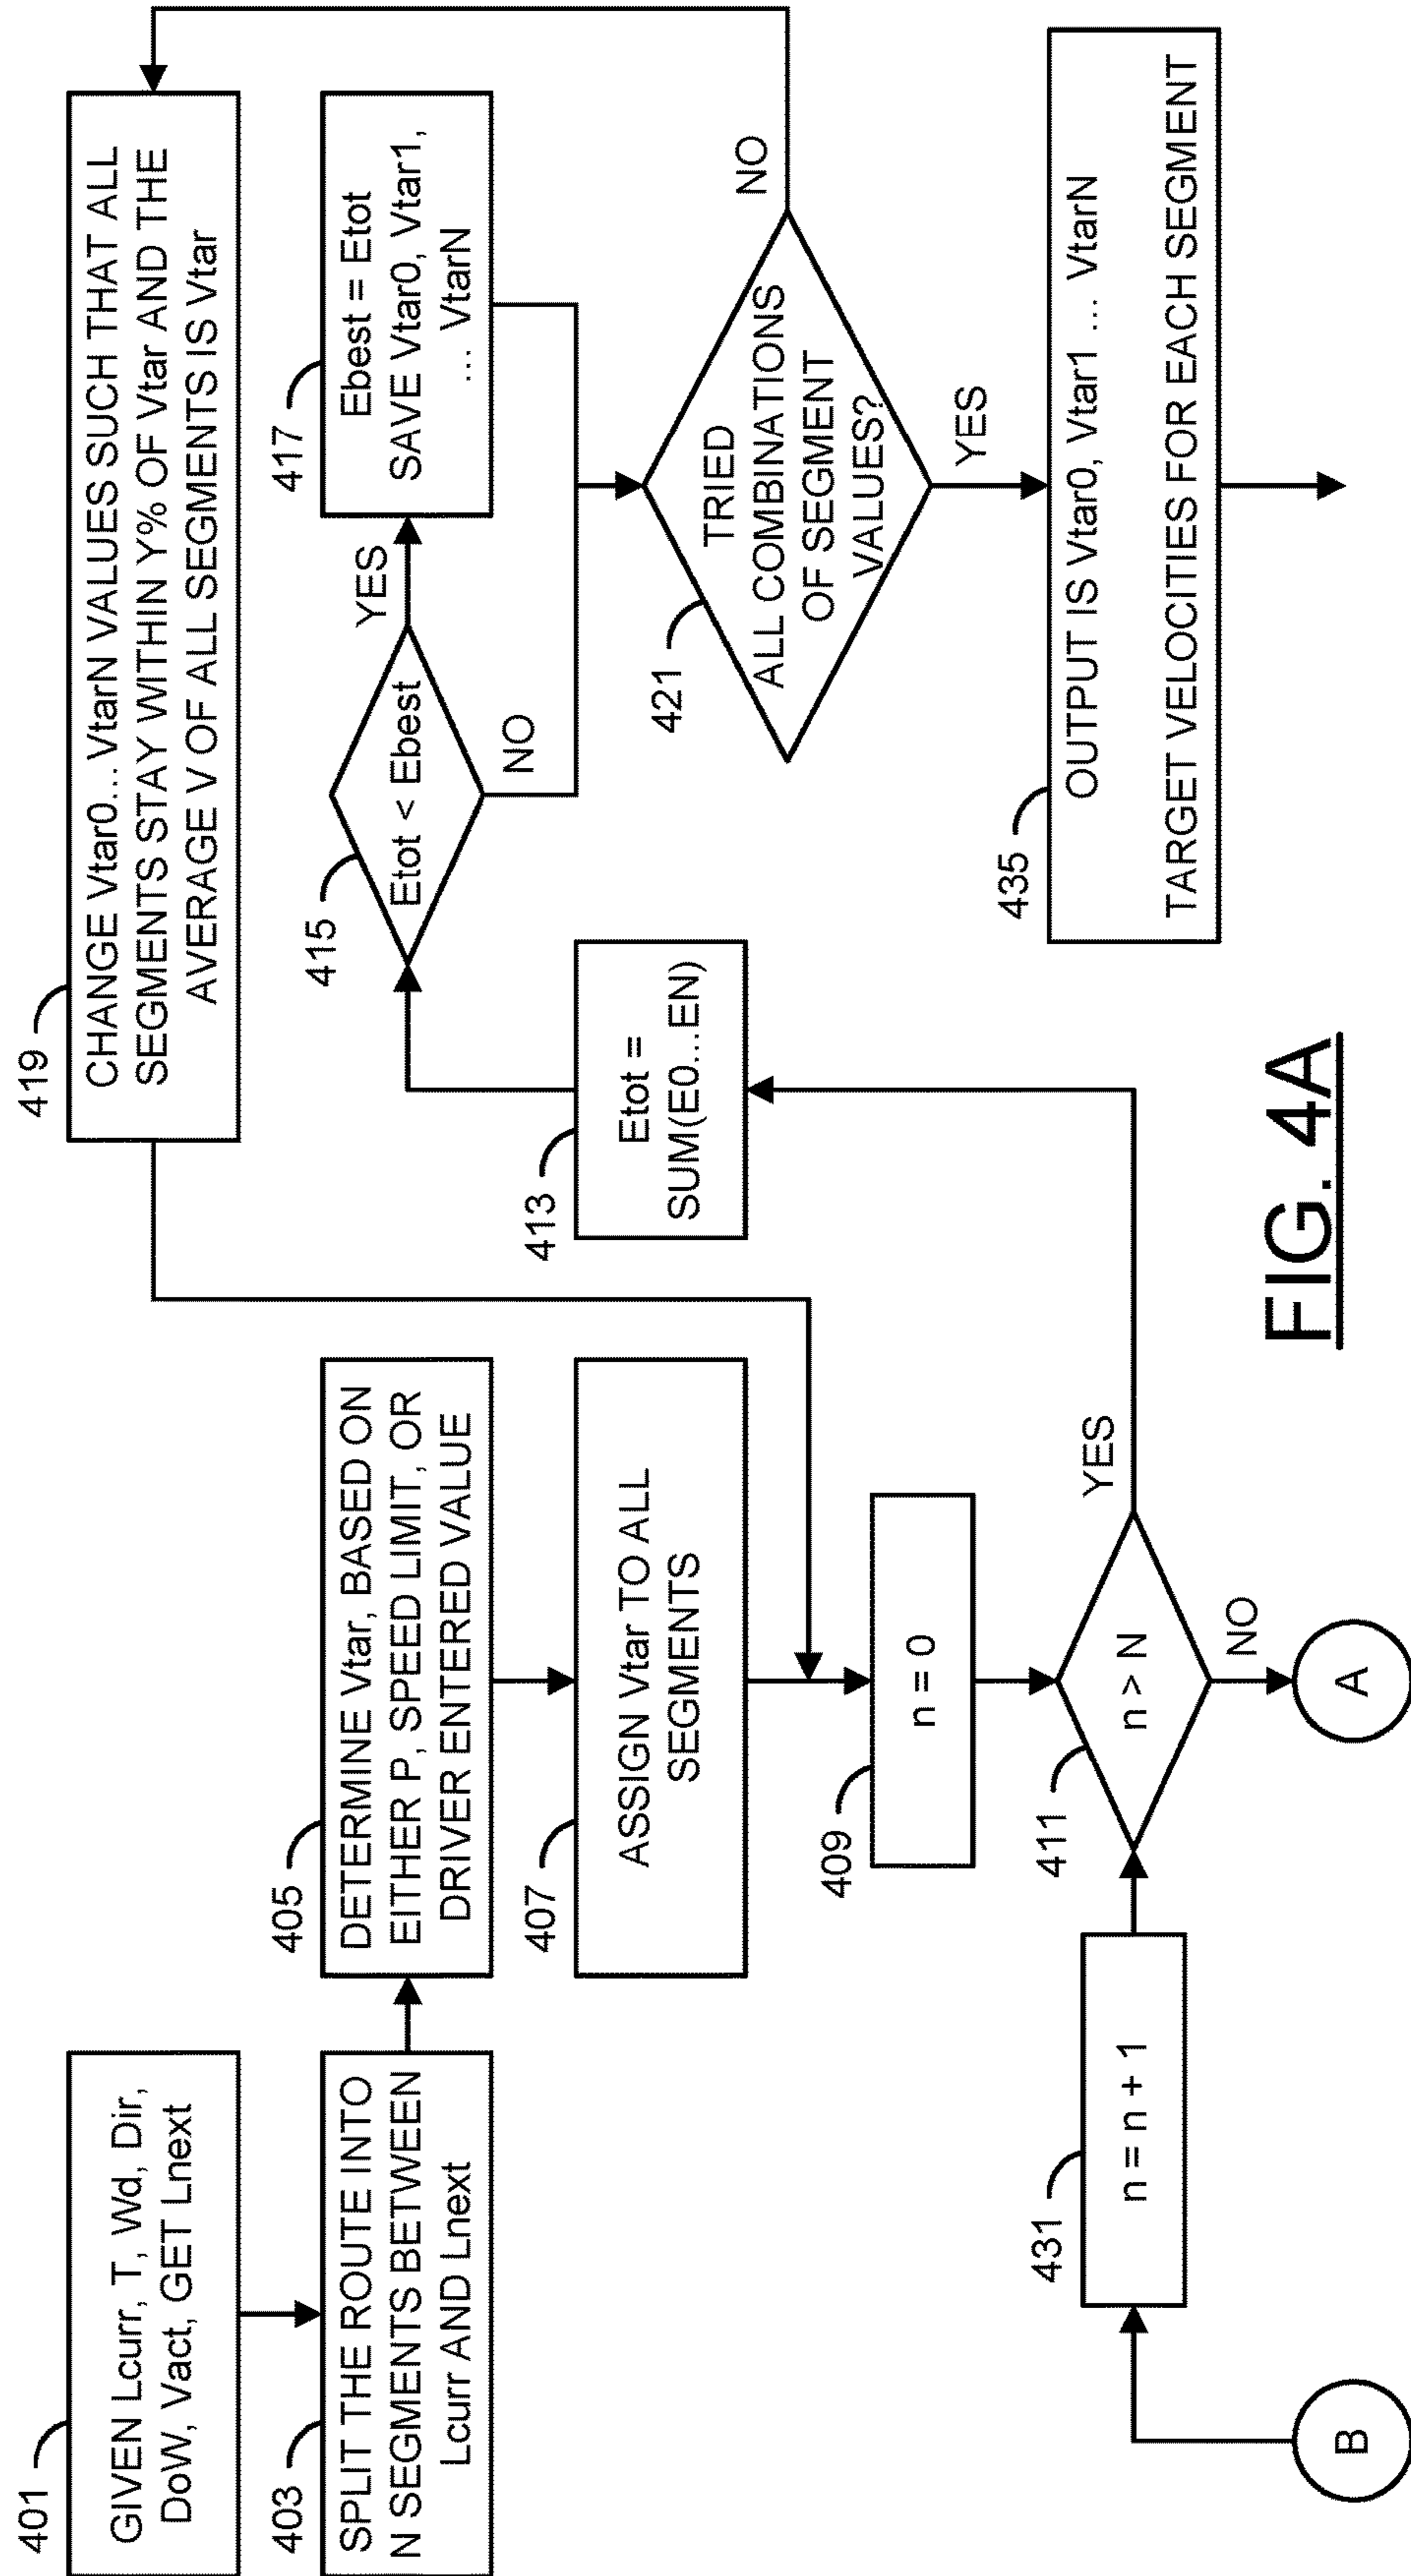 401
GIVEN Lcurr, T, Wd, Dir,
DoW, Vact, GET Lnext
403
SPLIT THE ROUTE INTO
N SEGMENTS BETWEEN
Lcurr AND Lnext
405
DETERMINE Vtar, BASED ON
EITHER P, SPEED LIMIT, OR
DRIVER ENTERED VALUE
407
ASSIGN Vtar TO ALL
SEGMENTS
409
n = 0
411
n > N
YES
NO
A
B
431
n = n + 1
413
Etot =
SUM(E0...EN)
415
Etot < Ebest
YES
NO
417
Ebest = Etot
SAVE Vtar0, Vtar1,
... VtarN
419
CHANGE Vtar0... VtarN VALUES SUCH THAT ALL
SEGMENTS STAY WITHIN Y% OF Vtar AND THE
AVERAGE V OF ALL SEGMENTS IS Vtar
421
TRIED
ALL COMBINATIONS
OF SEGMENT
VALUES?
NO
YES
435
OUTPUT IS Vtar0, Vtar1 ... VtarN
TARGET VELOCITIES FOR EACH SEGMENT
FIG. 4A